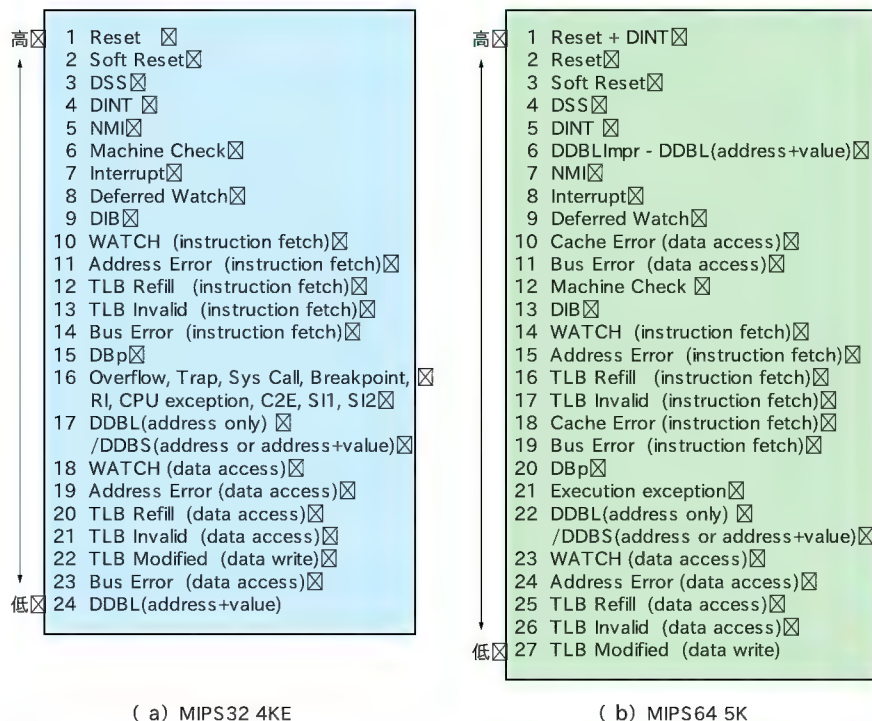 高
1 Reset
2 Soft Reset
3 DSS
4 DINT
5 NMI
6 Machine Check
7 Interrupt
8 Deferred Watch
9 DIB
10 WATCH (instruction fetch)
11 Address Error (instruction fetch)
12 TLB Refill (instruction fetch)
13 TLB Invalid (instruction fetch)
14 Bus Error (instruction fetch)
15 DBp
16 Overflow, Trap, Sys Call, Breakpoint,
RI, CPU exception, C2E, SI1, SI2
17 DDBL(address only)
/DDBS(address or address+value)
18 WATCH (data access)
19 Address Error (data access)
20 TLB Refill (data access)
21 TLB Invalid (data access)
22 TLB Modified (data write)
23 Bus Error (data access)
低
24 DDBL(address+value)
( a) MIPS32 4KE
高
1 Reset + DINT
2 Reset
3 Soft Reset
4 DSS
5 DINT
6 DDBLImpr - DDBL(address+value)
7 NMI
8 Interrupt
9 Deferred Watch
10 Cache Error (data access)
11 Bus Error (data access)
12 Machine Check
13 DIB
14 WATCH (instruction fetch)
15 Address Error (instruction fetch)
16 TLB Refill (instruction fetch)
17 TLB Invalid (instruction fetch)
18 Cache Error (instruction fetch)
19 Bus Error (instruction fetch)
20 DBp
21 Execution exception
22 DDBL(address only)
/DDBS(address or address+value)
23 WATCH (data access)
24 Address Error (data access)
25 TLB Refill (data access)
26 TLB Invalid (data access)
低
27 TLB Modified (data write)
( b) MIPS64 5K